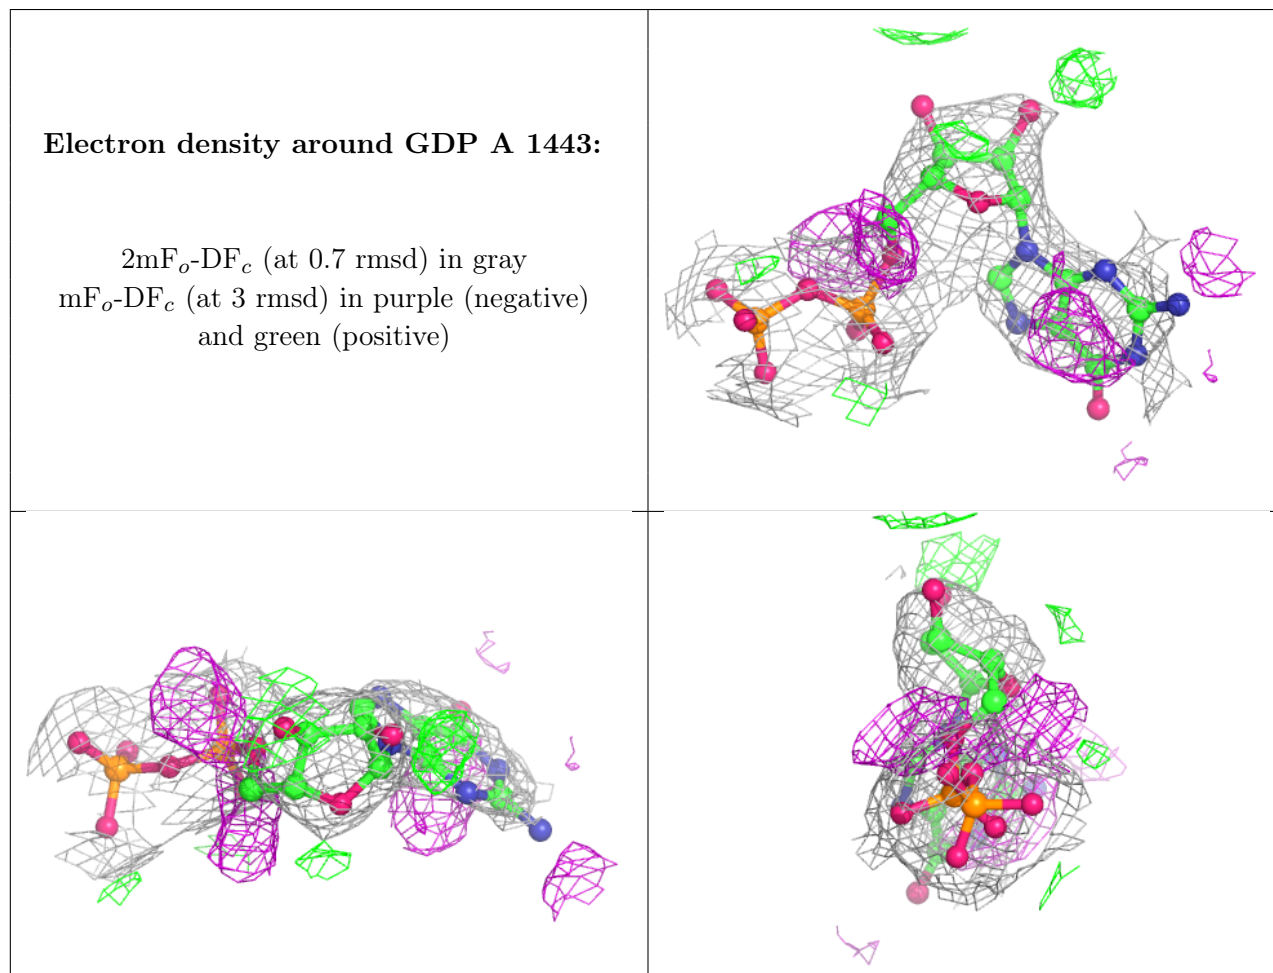 Electron density around GDP A 1443:
2mFo-DFc (at 0.7 rmsd) in gray
mFo-DFc (at 3 rmsd) in purple (negative)
and green (positive)